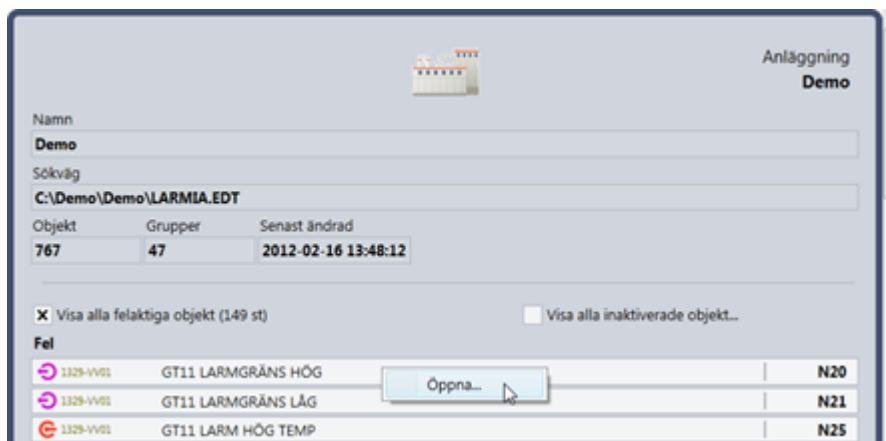 Anläggning
Demo
Namn
Demo
Sökväg
C:\Demo\Demo\LARMIA.EDT
Objekt Grupper Senast ändrad
767 47 2012-02-16 13:48:12
X Visa alla felaktiga objekt (149 st) Visa alla inaktiverade objekt...
Fel
1329-VV01 GT11 LARMGRÄNS HÖG N20
Öppna...
1329-VV01 GT11 LARMGRÄNS LÅG N21
1329-VV01 GT11 LARM HÖG TEMP N25